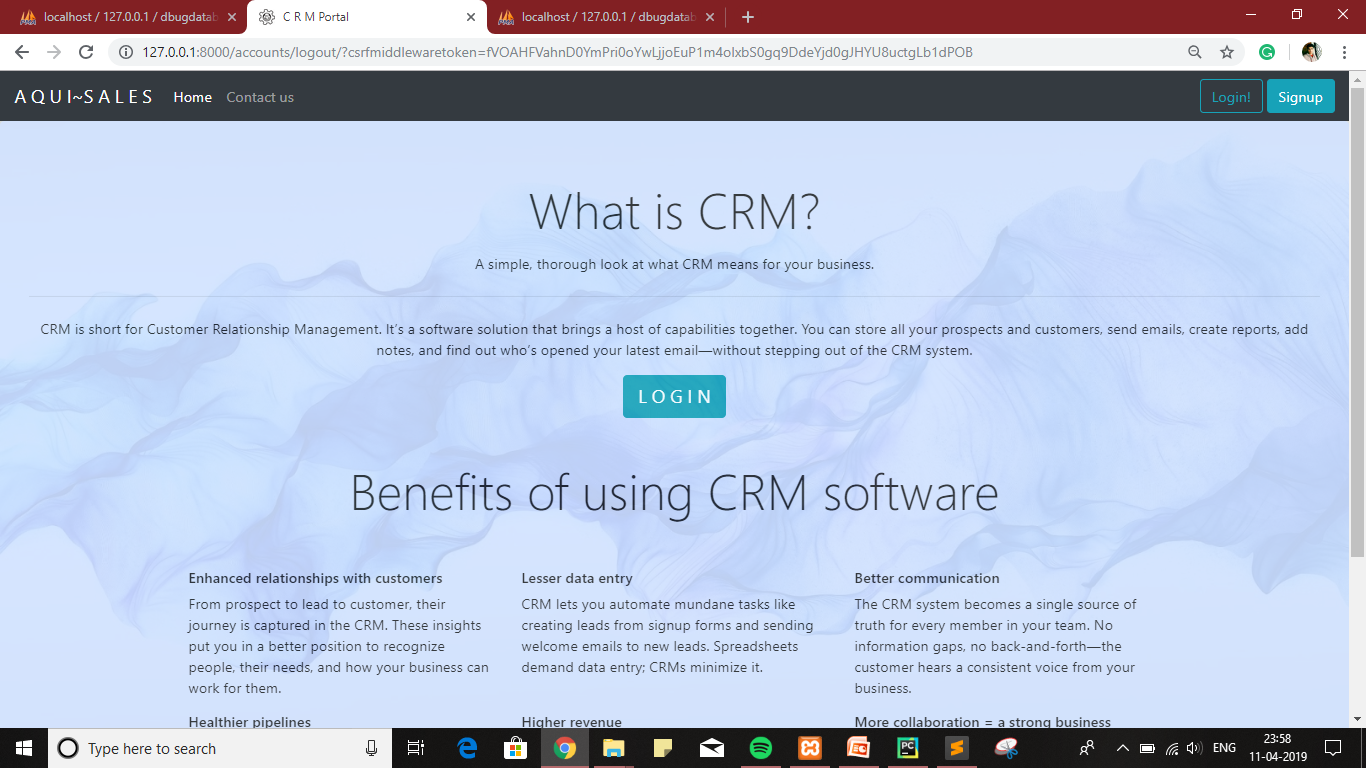 localhost / 127.0.0.1 / dbugdatab
C R M Portal
localhost / 127.0.0.1 / dbugdatab
127.0.0.1:8000/accounts/logout/?csrfmiddlewaretoken=fVOAHFVahnD0YmPri0oYwLjjoEuP1m4olxbS0gq9DdeYjd0gJHYU8uctgLb1dPOB
AQUI~SALES Home Contact us Login! Signup
What is CRM?
A simple, thorough look at what CRM means for your business.
CRM is short for Customer Relationship Management. It’s a software solution that brings a host of capabilities together. You can store all your prospects and customers, send emails, create reports, add
notes, and find out who’s opened your latest email—without stepping out of the CRM system.
LOGIN
Benefits of using CRM software
Enhanced relationships with customers
From prospect to lead to customer, their
journey is captured in the CRM. These insights
put you in a better position to recognize
people, their needs, and how your business can
work for them.
Lesser data entry
CRM lets you automate mundane tasks like
creating leads from signup forms and sending
welcome emails to new leads. Spreadsheets
demand data entry; CRMs minimize it.
Better communication
The CRM system becomes a single source of
truth for every member in your team. No
information gaps, no back-and-forth—the
customer hears a consistent voice from your
business.
Healthier pipelines
Higher revenue
More collaboration = a strong business
Type here to search
PC
ENG
23:58
11-04-2019